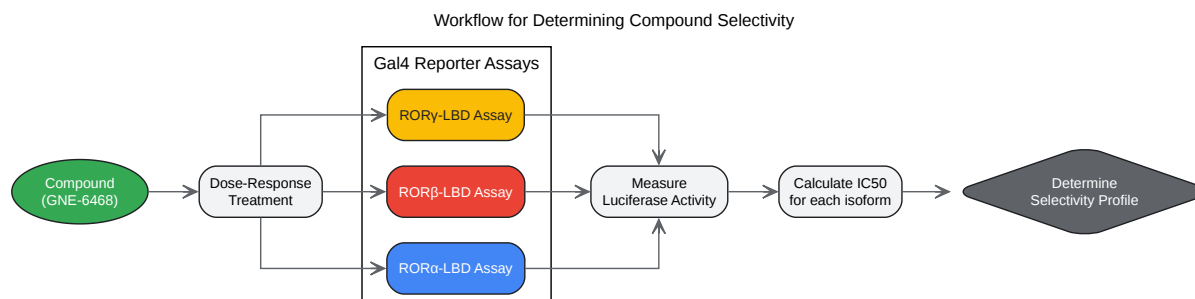 Workflow for Determining Compound Selectivity
Gal4 Reporter Assays
RORγ-LBD Assay
Compound
(GNE-6468)
Dose-Response
Treatment
RORβ-LBD Assay
Measure
Luciferase Activity
Calculate IC50
for each isoform
Determine
Selectivity Profile
RORα-LBD Assay